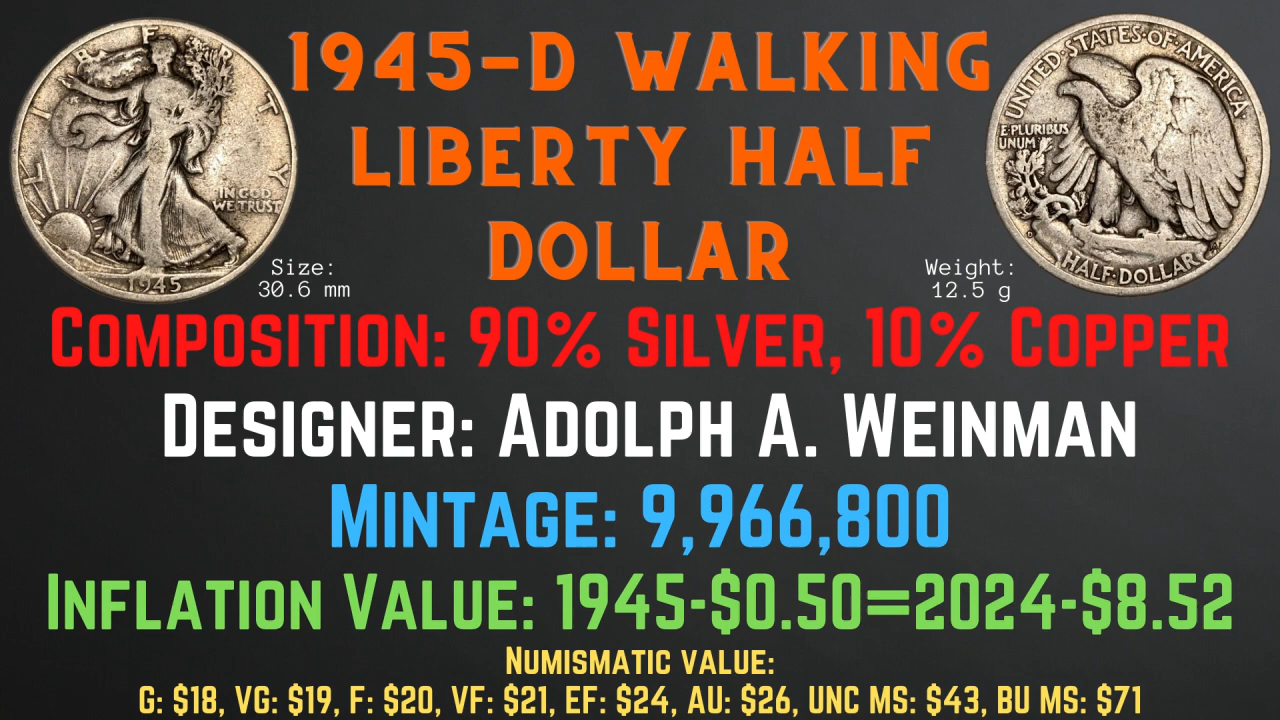 1945-D WALKING
LIBERTY HALF
DOLLAR
LIBERTY
IN GOD
WE TRUST
1945
UNITED·STATES·OF·AMERICA
E·PLURIBUS
UNUM
HALF·DOLLAR
Size:
30.6 mm
Weight:
12.5 g
COMPOSITION: 90% SILVER, 10% COPPER
DESIGNER: ADOLPH A. WEINMAN
MINTAGE: 9,966,800
INFLATION VALUE: 1945-$0.50=2024-$8.52
NUMISMATIC VALUE:
G: $18, VG: $19, F: $20, VF: $21, EF: $24, AU: $26, UNC MS: $43, BU MS: $71